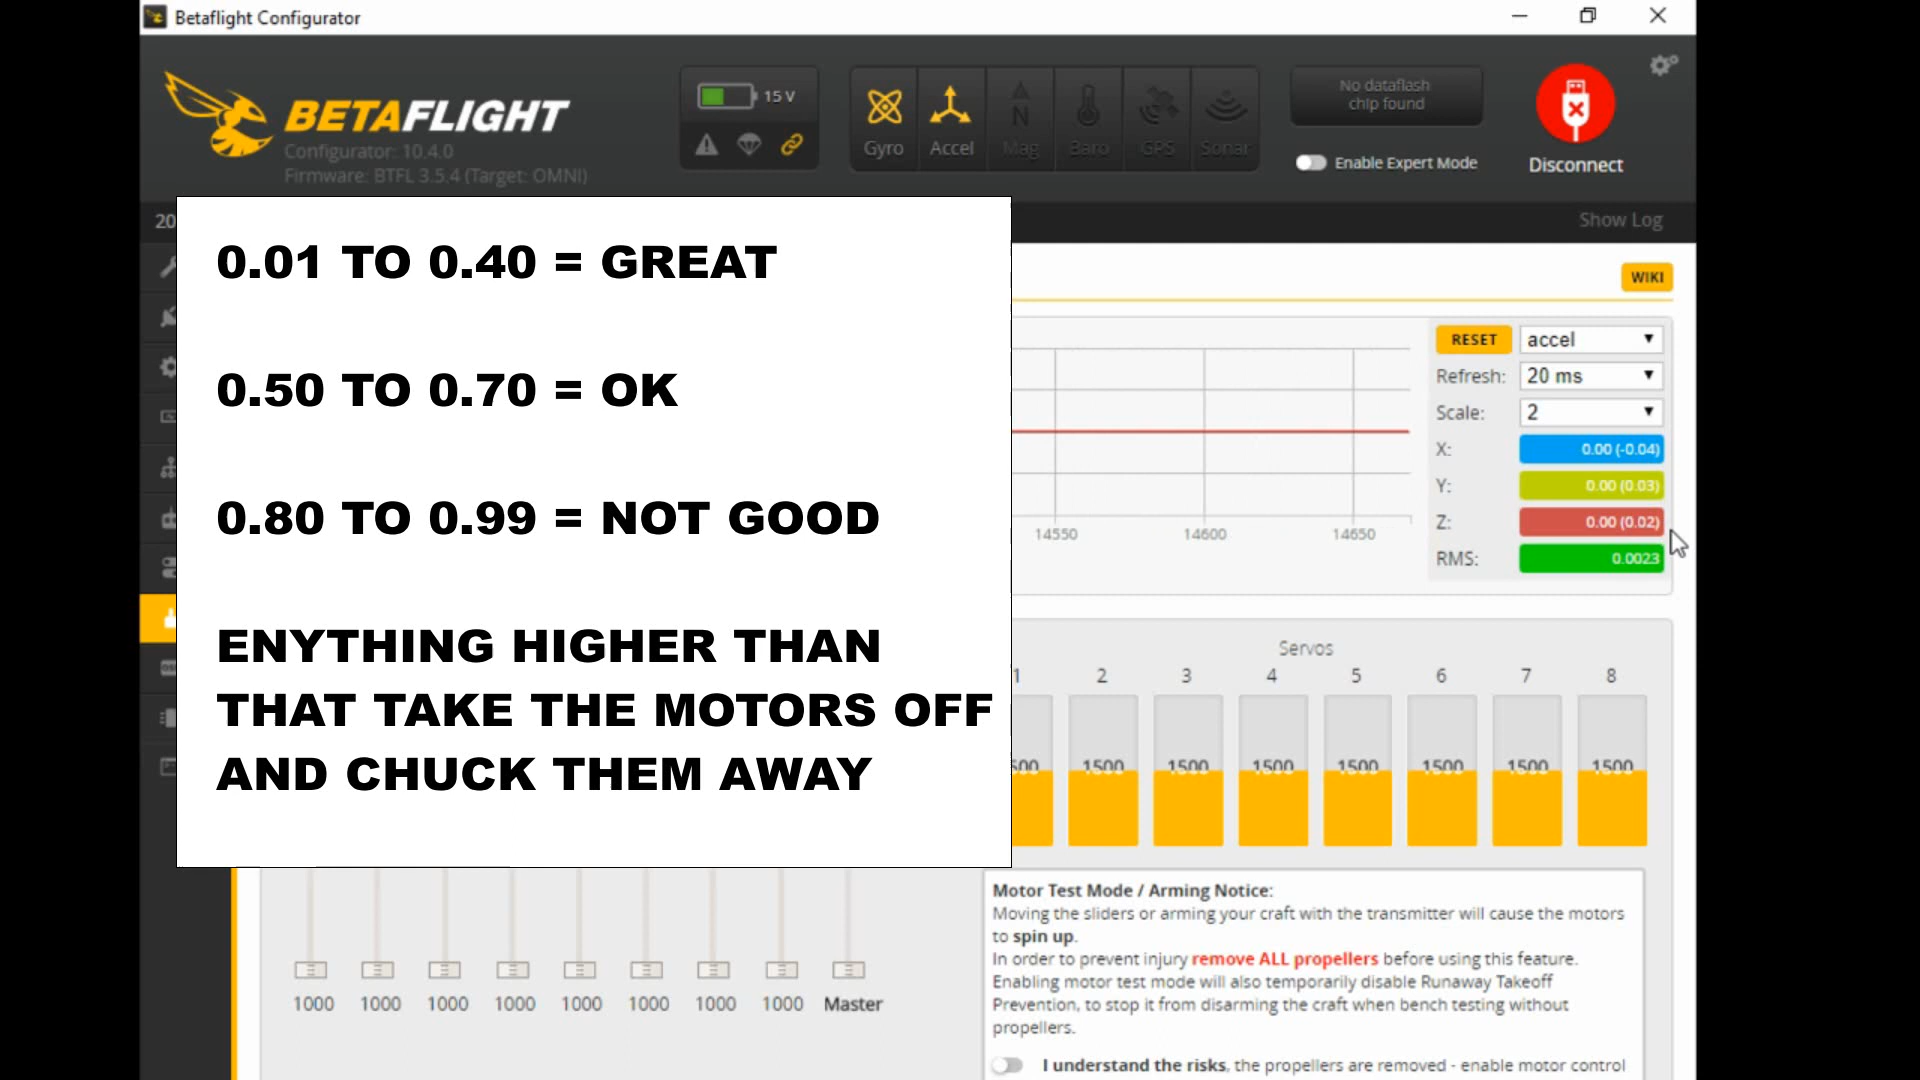 Betaflight Configurator
BETAFLIGHT
Configurator: 10.4.0
Firmware: BTFL 3.5.4 (Target: OMNI)
15 V
Gyro
Accel
Mag
Baro
GPS
Sonar
No dataflash
chip found
Enable Expert Mode
Disconnect
20
Show Log
0.01 TO 0.40 = GREAT
0.50 TO 0.70 = OK
0.80 TO 0.99 = NOT GOOD
ENYTHING HIGHER THAN
THAT TAKE THE MOTORS OFF
AND CHUCK THEM AWAY
WIKI
RESET accel
Refresh: 20 ms
Scale: 2
X: 0.00 (-0.04)
Y: 0.00 (0.03)
Z: 0.00 (0.02)
RMS: 0.0023
14550 14600 14650
Servos
1 2 3 4 5 6 7 8
500 1500 1500 1500 1500 1500 1500 1500
1000 1000 1000 1000 1000 1000 1000 1000 Master
Motor Test Mode / Arming Notice:
Moving the sliders or arming your craft with the transmitter will cause the motors
to spin up.
In order to prevent injury remove ALL propellers before using this feature.
Enabling motor test mode will also temporarily disable Runaway Takeoff
Prevention, to stop it from disarming the craft when bench testing without
propellers.
I understand the risks, the propellers are removed - enable motor control